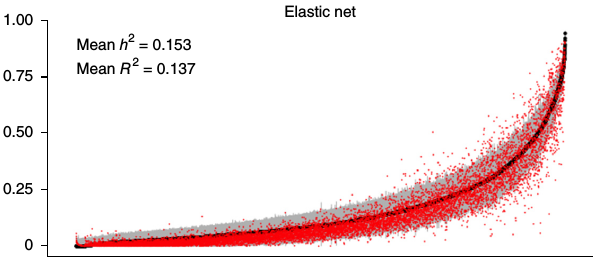 Elastic net
1.00
Mean h² = 0.153
Mean R² = 0.137
0.75
0.50
0.25
0